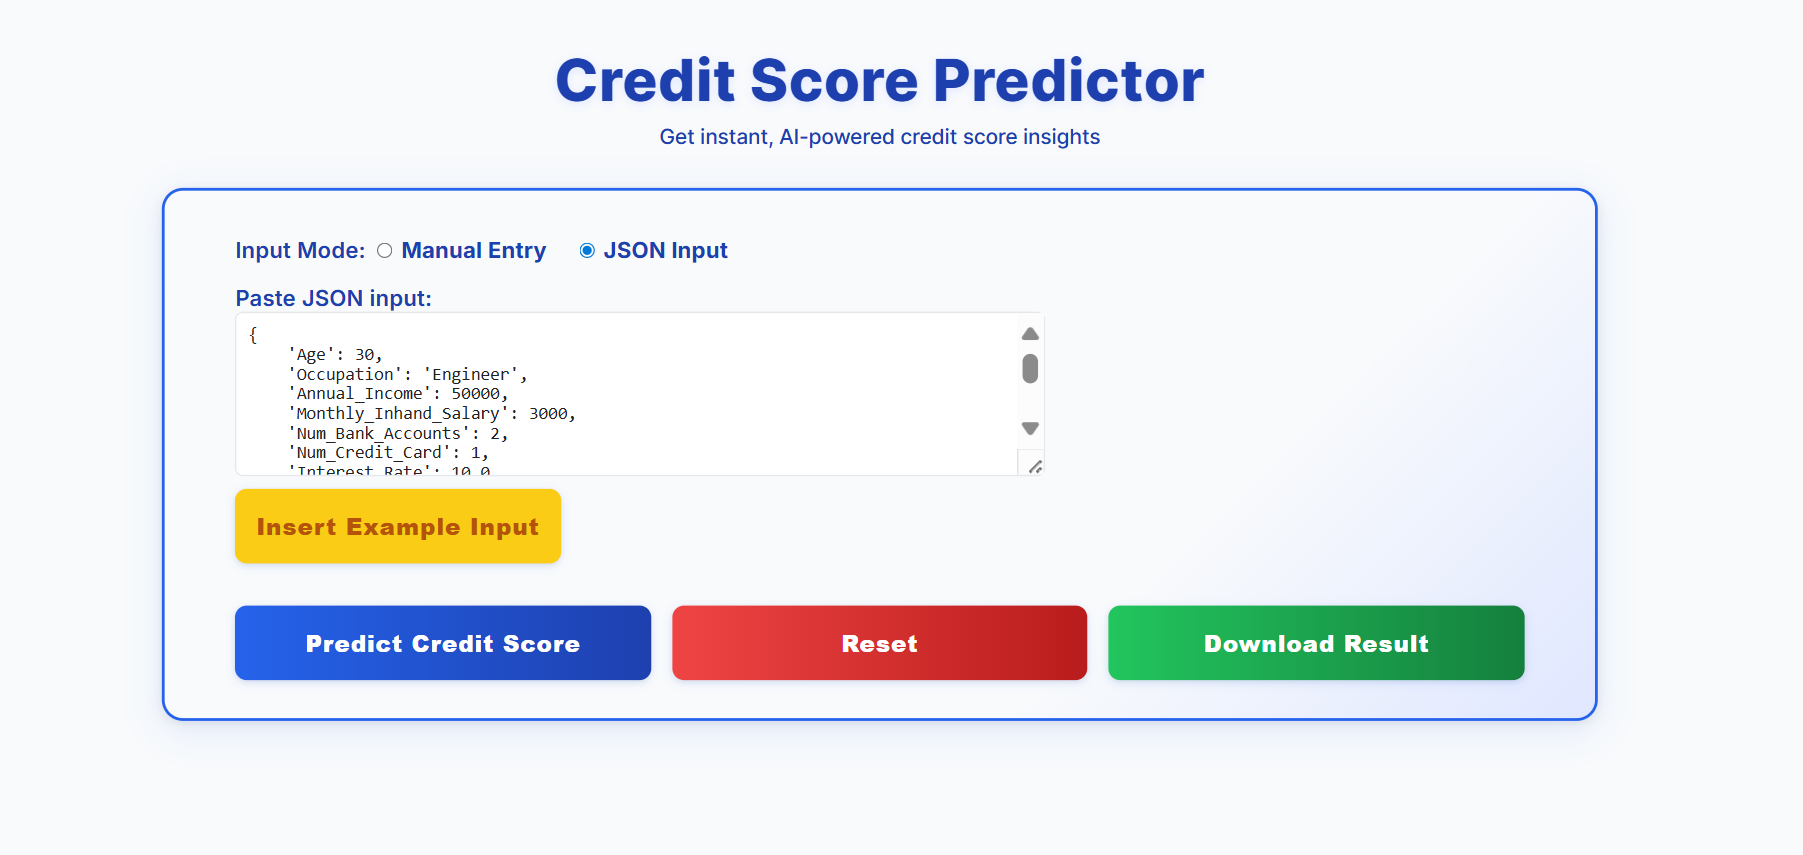 Credit Score Predictor
Get instant, AI-powered credit score insights
Input Mode: Manual Entry JSON Input
Paste JSON input:
{
'Age': 30,
'Occupation': 'Engineer',
'Annual_Income': 50000,
'Monthly_Inhand_Salary': 3000,
'Num_Bank_Accounts': 2,
'Num_Credit_Card': 1,
'Interest_Rate': 10.0
Insert Example Input
Predict Credit Score
Reset
Download Result